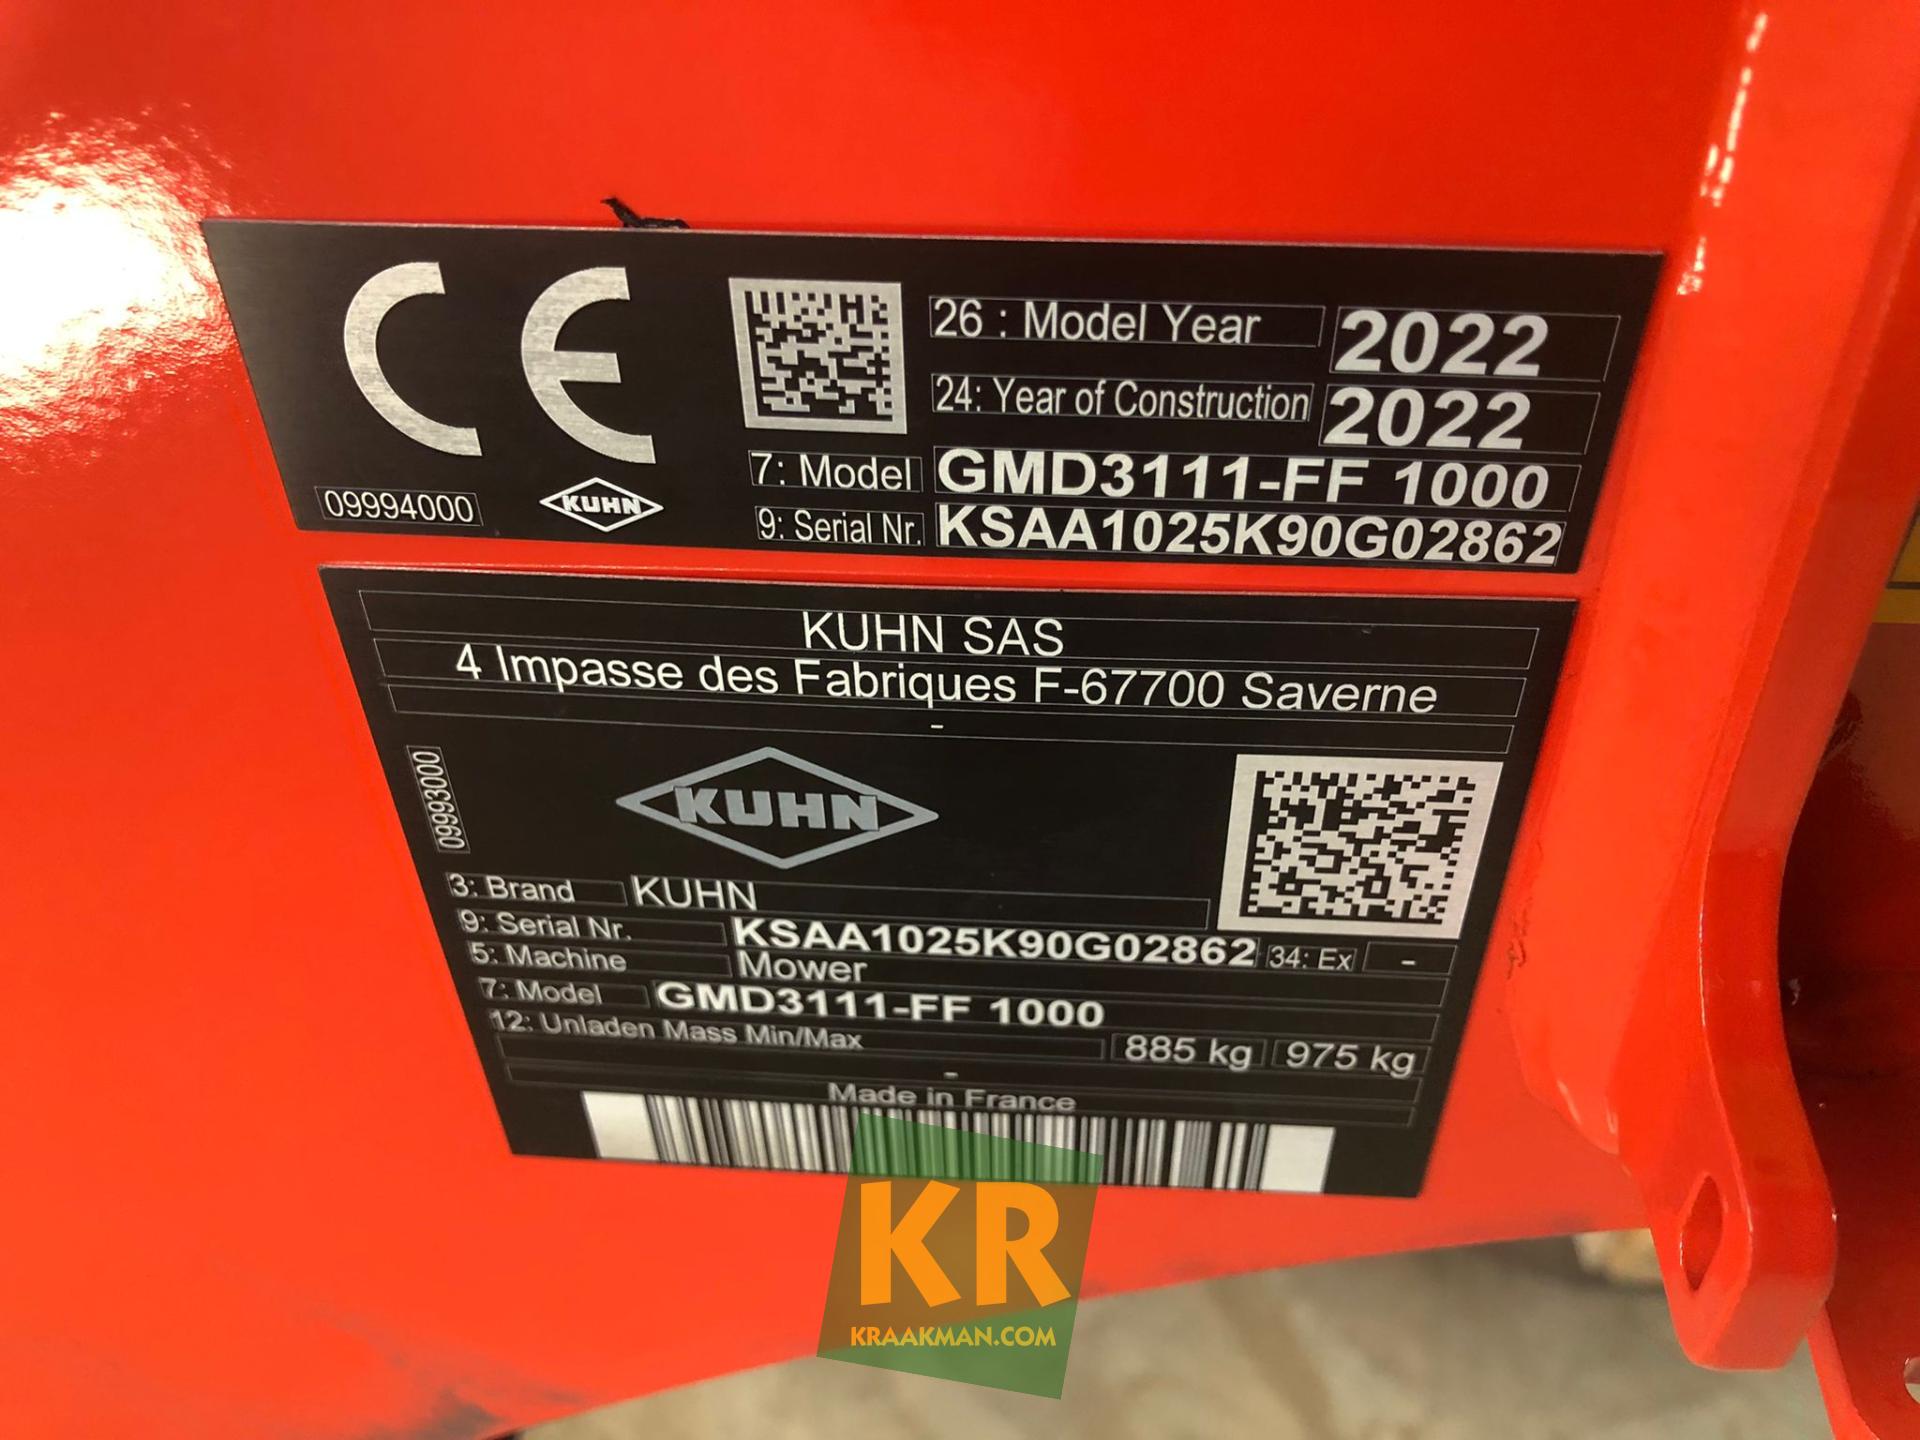 CE
26 : Model Year 2022
24: Year of Construction 2022
7: Model GMD3111-FF 1000
9: Serial Nr. KSAA1025K90G02862
09994000
KUHN
KUHN SAS
4 Impasse des Fabriques F-67700 Saverne
-
09993000
KUHN
3: Brand KUHN
9: Serial Nr. KSAA1025K90G02862 34: Ex -
5: Machine Mower
7: Model GMD3111-FF 1000
12: Unladen Mass Min/Max 885 kg 975 kg
-
Made in France
KR
KRAAKMAN.COM